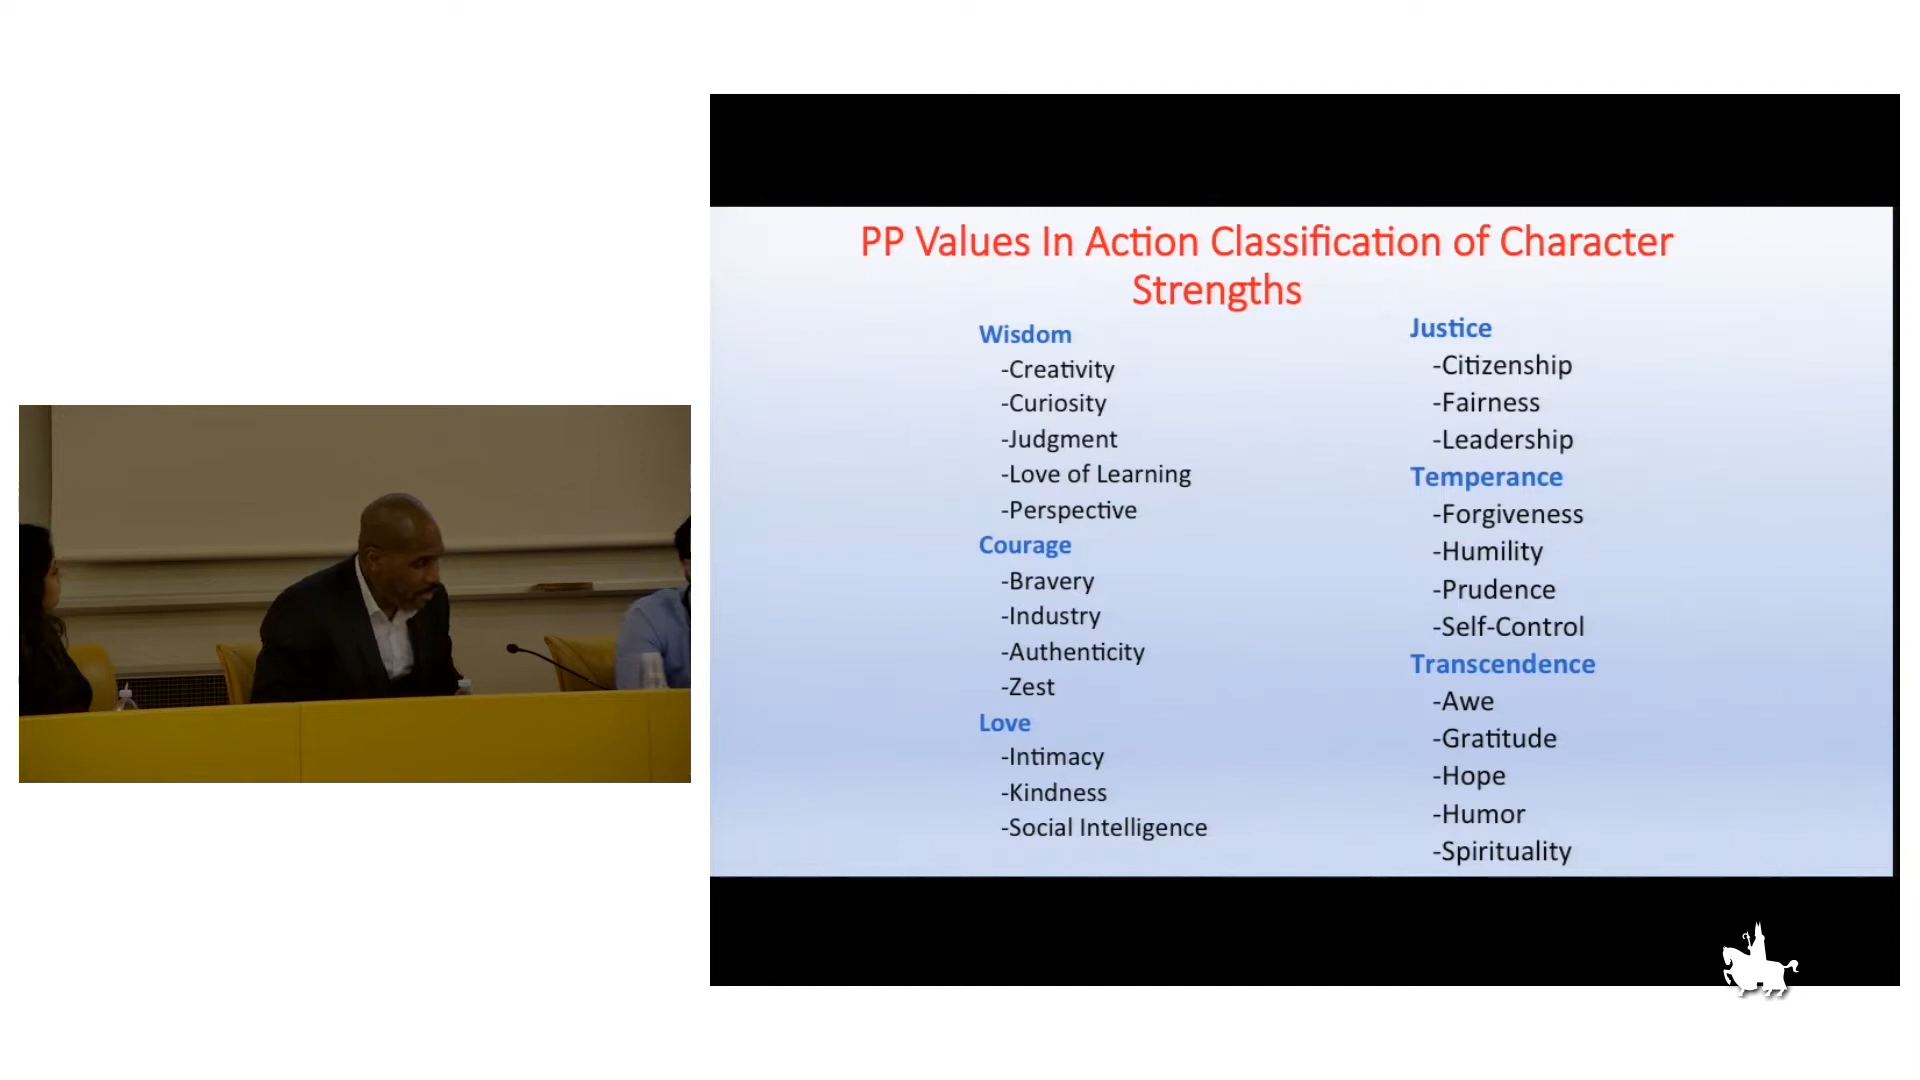 PP Values In Action Classification of Character
Strengths
Wisdom
-Creativity
-Curiosity
-Judgment
-Love of Learning
-Perspective
Courage
-Bravery
-Industry
-Authenticity
-Zest
Love
-Intimacy
-Kindness
-Social Intelligence
Justice
-Citizenship
-Fairness
-Leadership
Temperance
-Forgiveness
-Humility
-Prudence
-Self-Control
Transcendence
-Awe
-Gratitude
-Hope
-Humor
-Spirituality